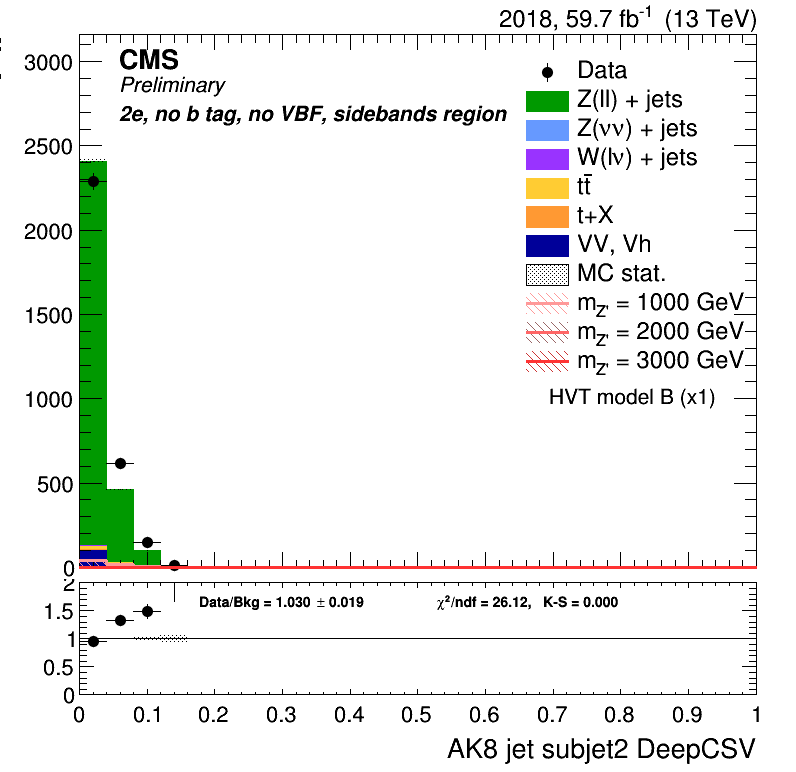 2018, 59.7 fb⁻¹ (13 TeV)
CMS
Preliminary
2e, no b tag, no VBF, sidebands region
Data
Z(ll) + jets
Z(νν) + jets
W(lν) + jets
tt̄
t+X
VV, Vh
MC stat.
m_Z' = 1000 GeV
m_Z' = 2000 GeV
m_Z' = 3000 GeV
HVT model B (x1)
3000
2500
2000
1500
1000
500
0
Data/Bkg = 1.030 ± 0.019 χ²/ndf = 26.12, K-S = 0.000
2
1.5
1
0.5
0
0 0.1 0.2 0.3 0.4 0.5 0.6 0.7 0.8 0.9 1
AK8 jet subjet2 DeepCSV